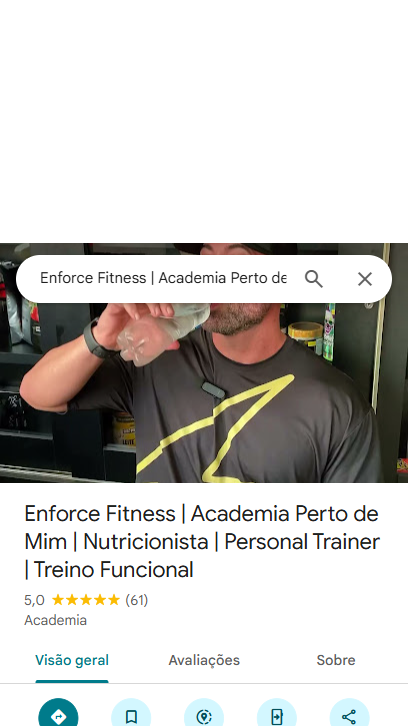 Enforce Fitness | Academia Perto de
Enforce Fitness | Academia Perto de
Mim | Nutricionista | Personal Trainer
| Treino Funcional
5,0 ★★★★★ (61)
Academia
Visão geral Avaliações Sobre